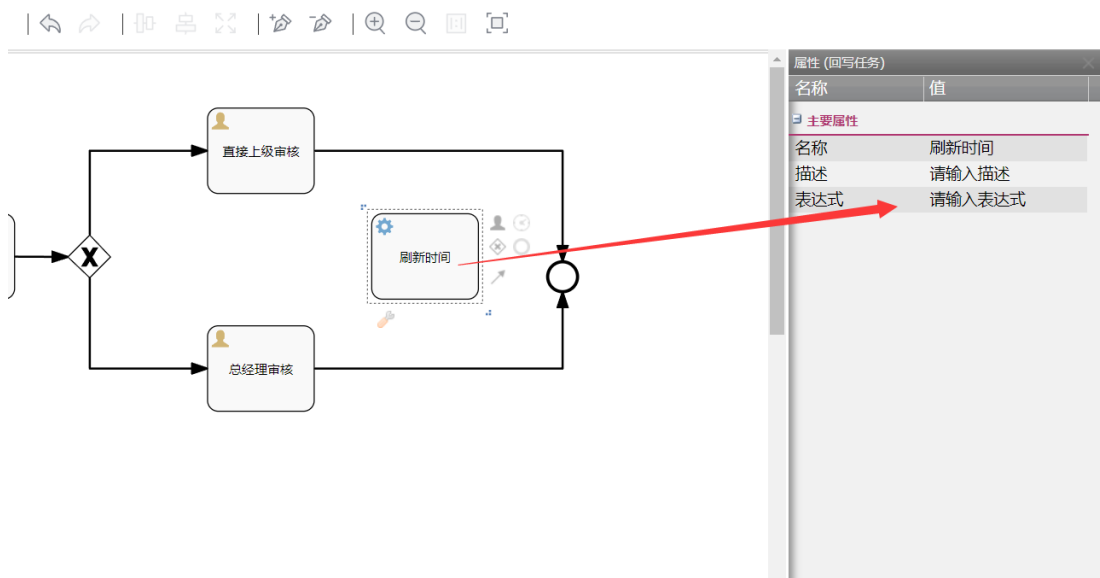 属性 (回写任务)
名称 值
主要属性
名称 刷新时间
描述 请输入描述
表达式 请输入表达式
直接上级审核
刷新时间
总经理审核